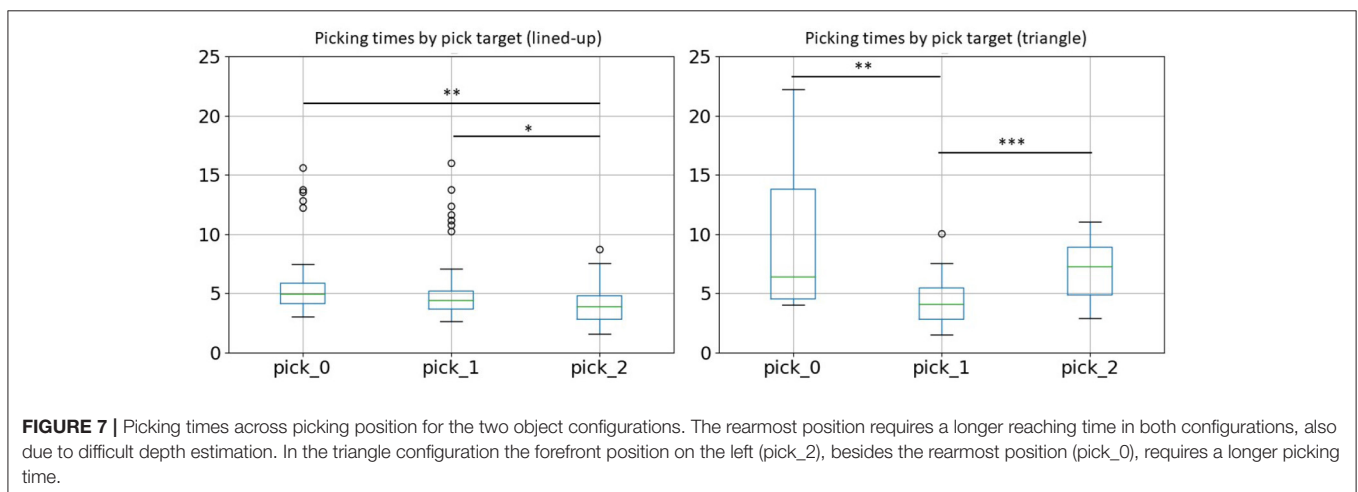 Picking times by pick target (lined-up)
25
20
15
10
5
0
**
*
pick_0 pick_1 pick_2
Picking times by pick target (triangle)
25
20
15
10
5
0
**
***
pick_0 pick_1 pick_2
FIGURE 7 | Picking times across picking position for the two object configurations. The rearmost position requires a longer reaching time in both configurations, also
due to difficult depth estimation. In the triangle configuration the forefront position on the left (pick_2), besides the rearmost position (pick_0), requires a longer picking
time.